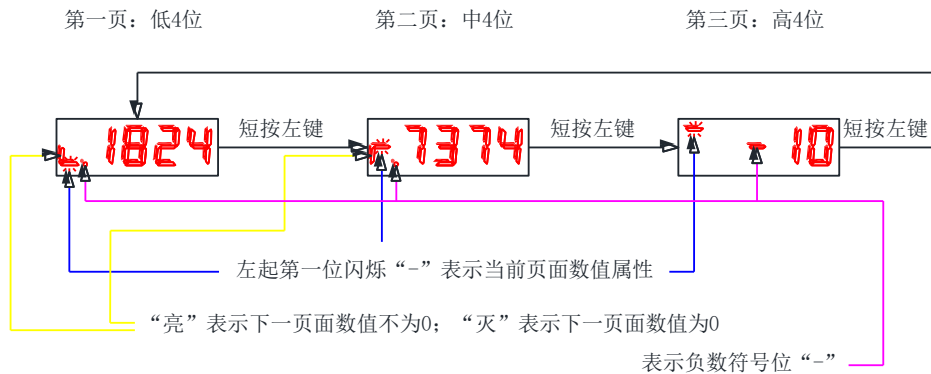 第一页：低4位 第二页：中4位 第三页：高4位
1824 短按左键 7374 短按左键 -10 短按左键
左起第一位闪烁“-”表示当前页面数值属性
“亮”表示下一页面数值不为0；“灭”表示下一页面数值为0
表示负数符号位“-”